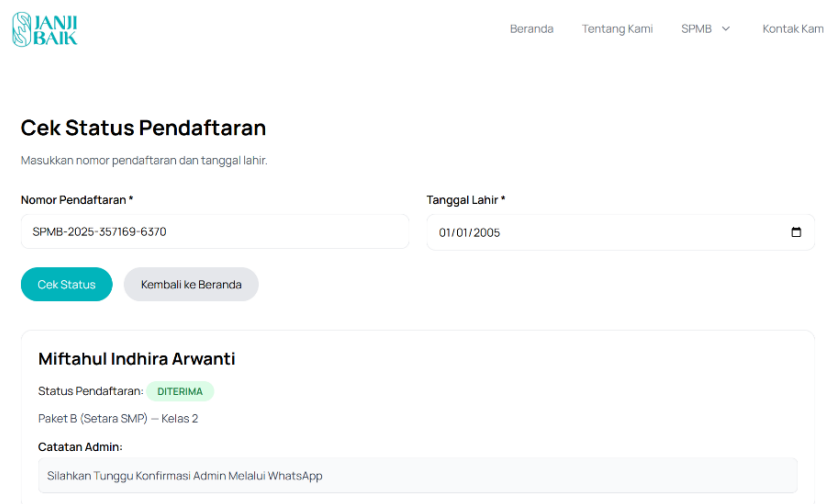 JANJI
BAIK
Beranda
Tentang Kami
SPMB
Kontak Kam
Cek Status Pendaftaran
Masukkan nomor pendaftaran dan tanggal lahir.
Nomor Pendaftaran *
Tanggal Lahir *
SPMB-2025-357169-6370
01/01/2005
Cek Status
Kembali ke Beranda
Miftahul Indhira Arwanti
Status Pendaftaran: DITERIMA
Paket B (Setara SMP) — Kelas 2
Catatan Admin:
Silahkan Tunggu Konfirmasi Admin Melalui WhatsApp